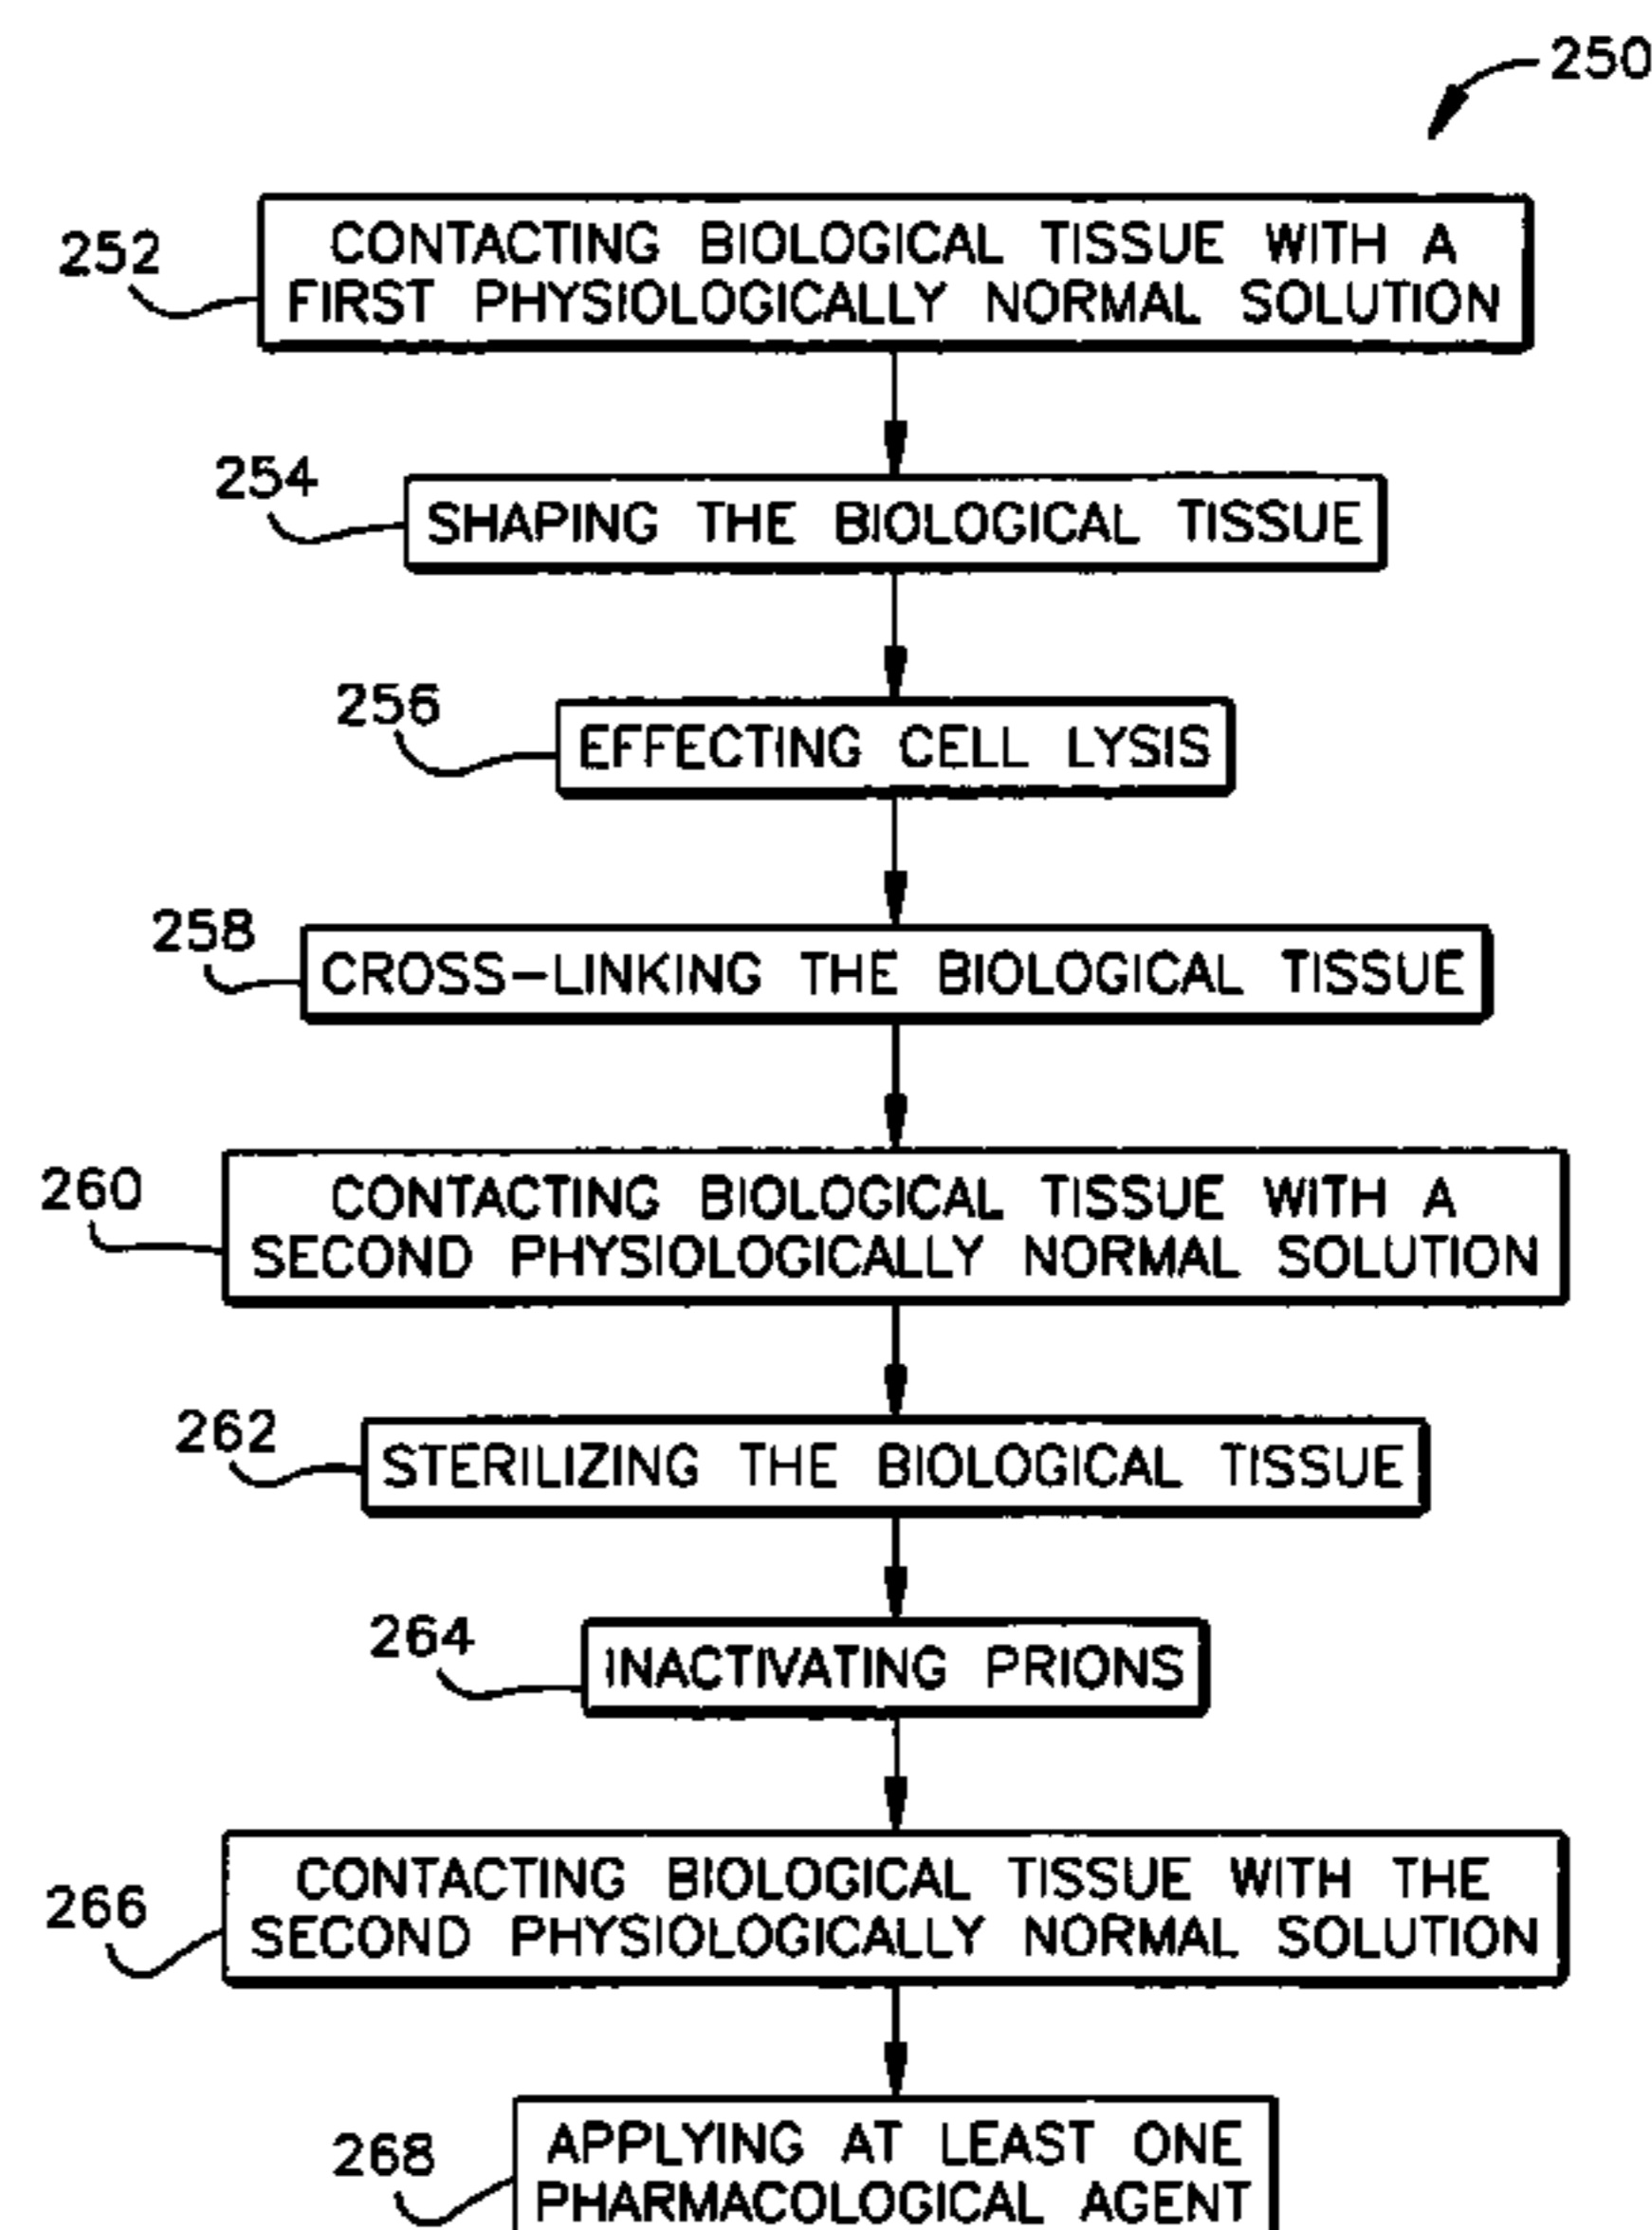 250
252
CONTACTING BIOLOGICAL TISSUE WITH A
FIRST PHYSIOLOGICALLY NORMAL SOLUTION
254
SHAPING THE BIOLOGICAL TISSUE
256
EFFECTING CELL LYSIS
258
CROSS-LINKING THE BIOLOGICAL TISSUE
260
CONTACTING BIOLOGICAL TISSUE WITH A
SECOND PHYSIOLOGICALLY NORMAL SOLUTION
262
STERILIZING THE BIOLOGICAL TISSUE
264
INACTIVATING PRIONS
266
CONTACTING BIOLOGICAL TISSUE WITH THE
SECOND PHYSIOLOGICALLY NORMAL SOLUTION
268
APPLYING AT LEAST ONE
PHARMACOLOGICAL AGENT